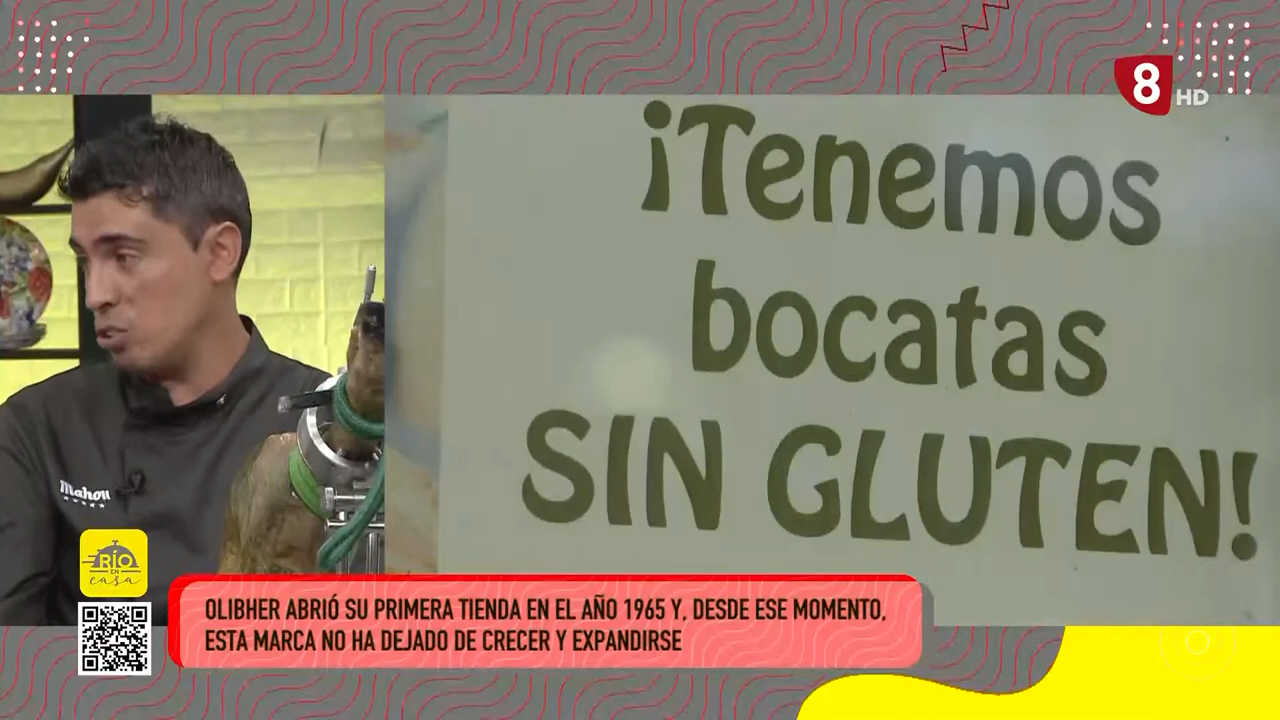 8
HD
¡Tenemos
bocatas
SIN GLUTEN!
Mahou
RÍO
EN
casa
OLIBHER ABRIÓ SU PRIMERA TIENDA EN EL AÑO 1965 Y, DESDE ESE MOMENTO,
ESTA MARCA NO HA DEJADO DE CRECER Y EXPANDIRSE